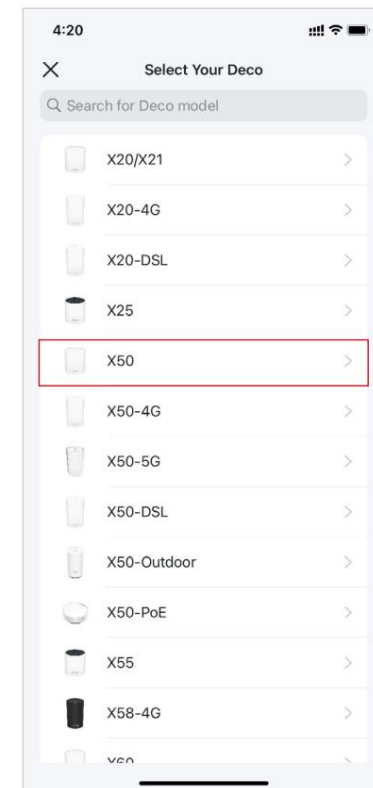 4:20
Select Your Deco
Search for Deco model
X20/X21
X20-4G
X20-DSL
X25
X50
X50-4G
X50-5G
X50-DSL
X50-Outdoor
X50-PoE
X55
X58-4G
X60